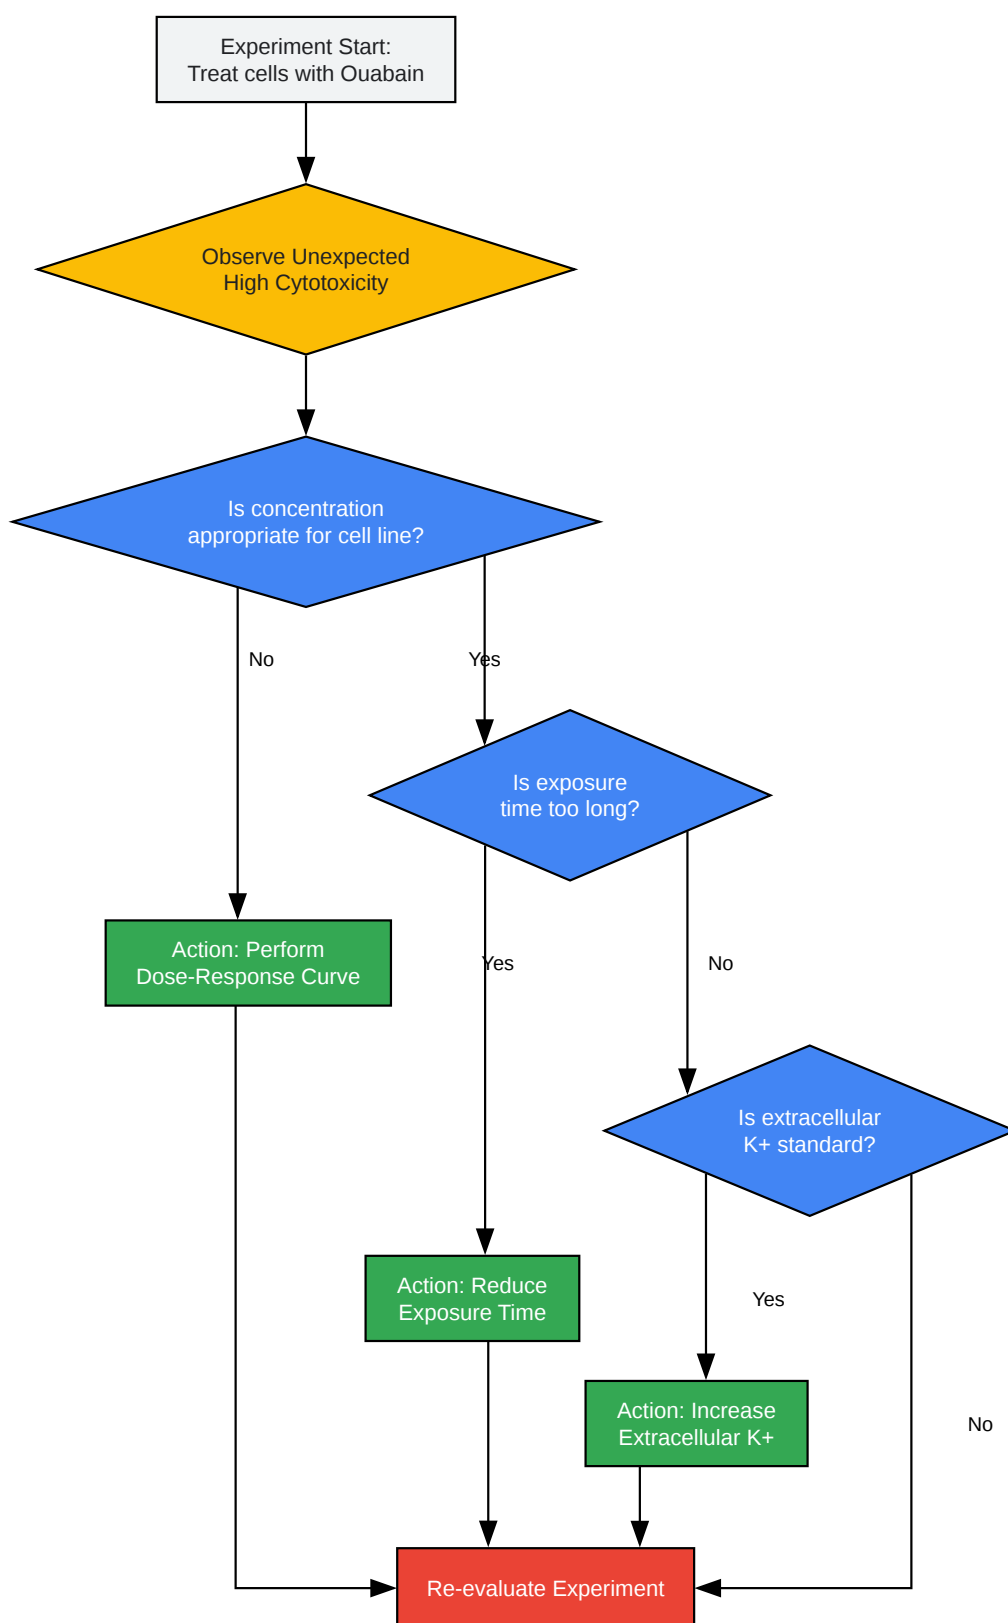 Experiment Start:
Treat cells with Ouabain
Observe Unexpected
High Cytotoxicity
Is concentration
appropriate for cell line?
No
Yes
Is exposure
time too long?
Action: Perform
Dose-Response Curve
Yes
No
Is extracellular
K+ standard?
Action: Reduce
Exposure Time
Yes
Action: Increase
Extracellular K+
No
Re-evaluate Experiment